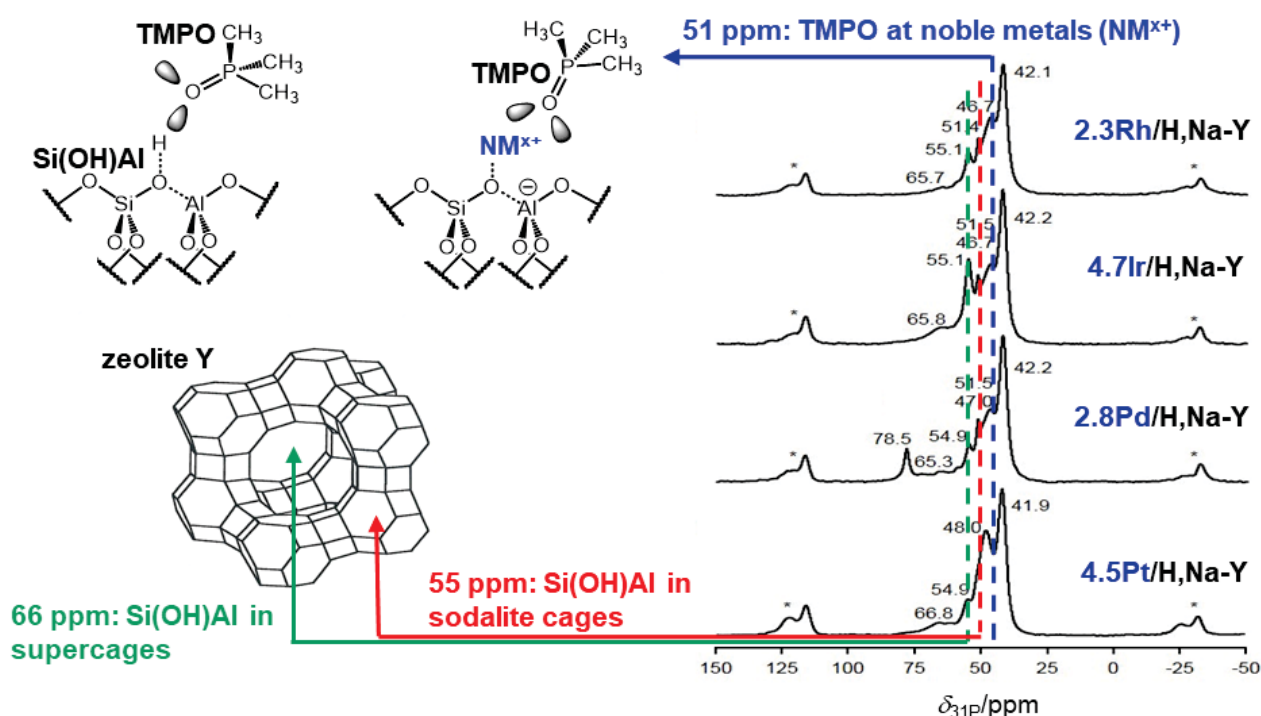 TMPO CH₃
P
O
CH₃
CH₃
H
Si(OH)Al
O
O
O
Si
Al
O
O
O
O
H₃C
CH₃
TMPO
P
CH₃
O
NMˣ⁺
O
O
O
⊖
Si
Al
O
O
O
O
51 ppm: TMPO at noble metals (NMˣ⁺)
42.1
46.7
51.4
55.1
65.7
*
*
2.3Rh/H,Na-Y
42.2
51.5
46.7
55.1
65.8
*
*
4.7Ir/H,Na-Y
42.2
51.5
47.0
54.9
78.5
65.3
*
*
2.8Pd/H,Na-Y
41.9
48.0
54.9
66.8
*
*
4.5Pt/H,Na-Y
zeolite Y
55 ppm: Si(OH)Al in
sodalite cages
66 ppm: Si(OH)Al in
supercages
150 125 100 75 50 25 0 -25 -50
δ₃₁P/ppm